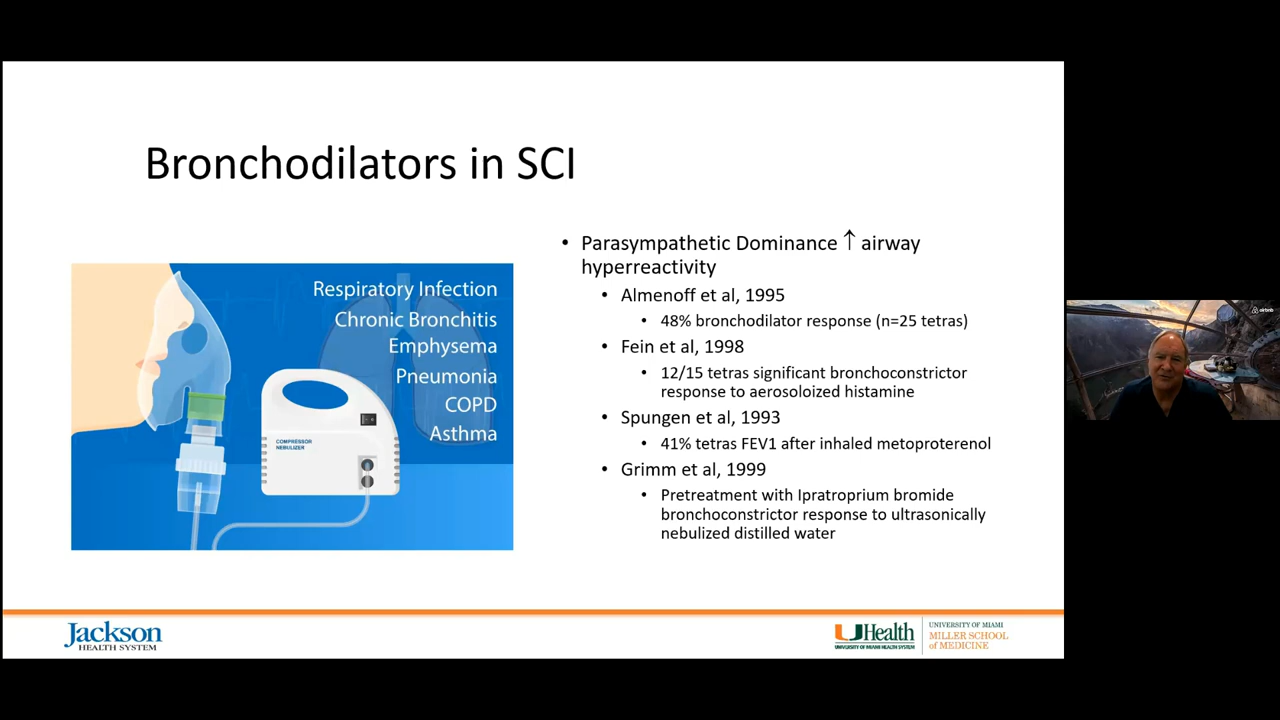 Bronchodilators in SCI
Respiratory Infection
Chronic Bronchitis
Emphysema
Pneumonia
COPD
Asthma
COMPRESSOR
NEBULIZER
• Parasympathetic Dominance ↑ airway
hyperreactivity
• Almenoff et al, 1995
• 48% bronchodilator response (n=25 tetras)
• Fein et al, 1998
• 12/15 tetras significant bronchoconstrictor
response to aerosoloized histamine
• Spungen et al, 1993
• 41% tetras FEV1 after inhaled metoproterenol
• Grimm et al, 1999
• Pretreatment with Ipratroprium bromide
bronchoconstrictor response to ultrasonically
nebulized distilled water
airbnb
Jackson
HEALTH SYSTEM
UHealth
UNIVERSITY OF MIAMI HEALTH SYSTEM
UNIVERSITY OF MIAMI
MILLER SCHOOL
of MEDICINE